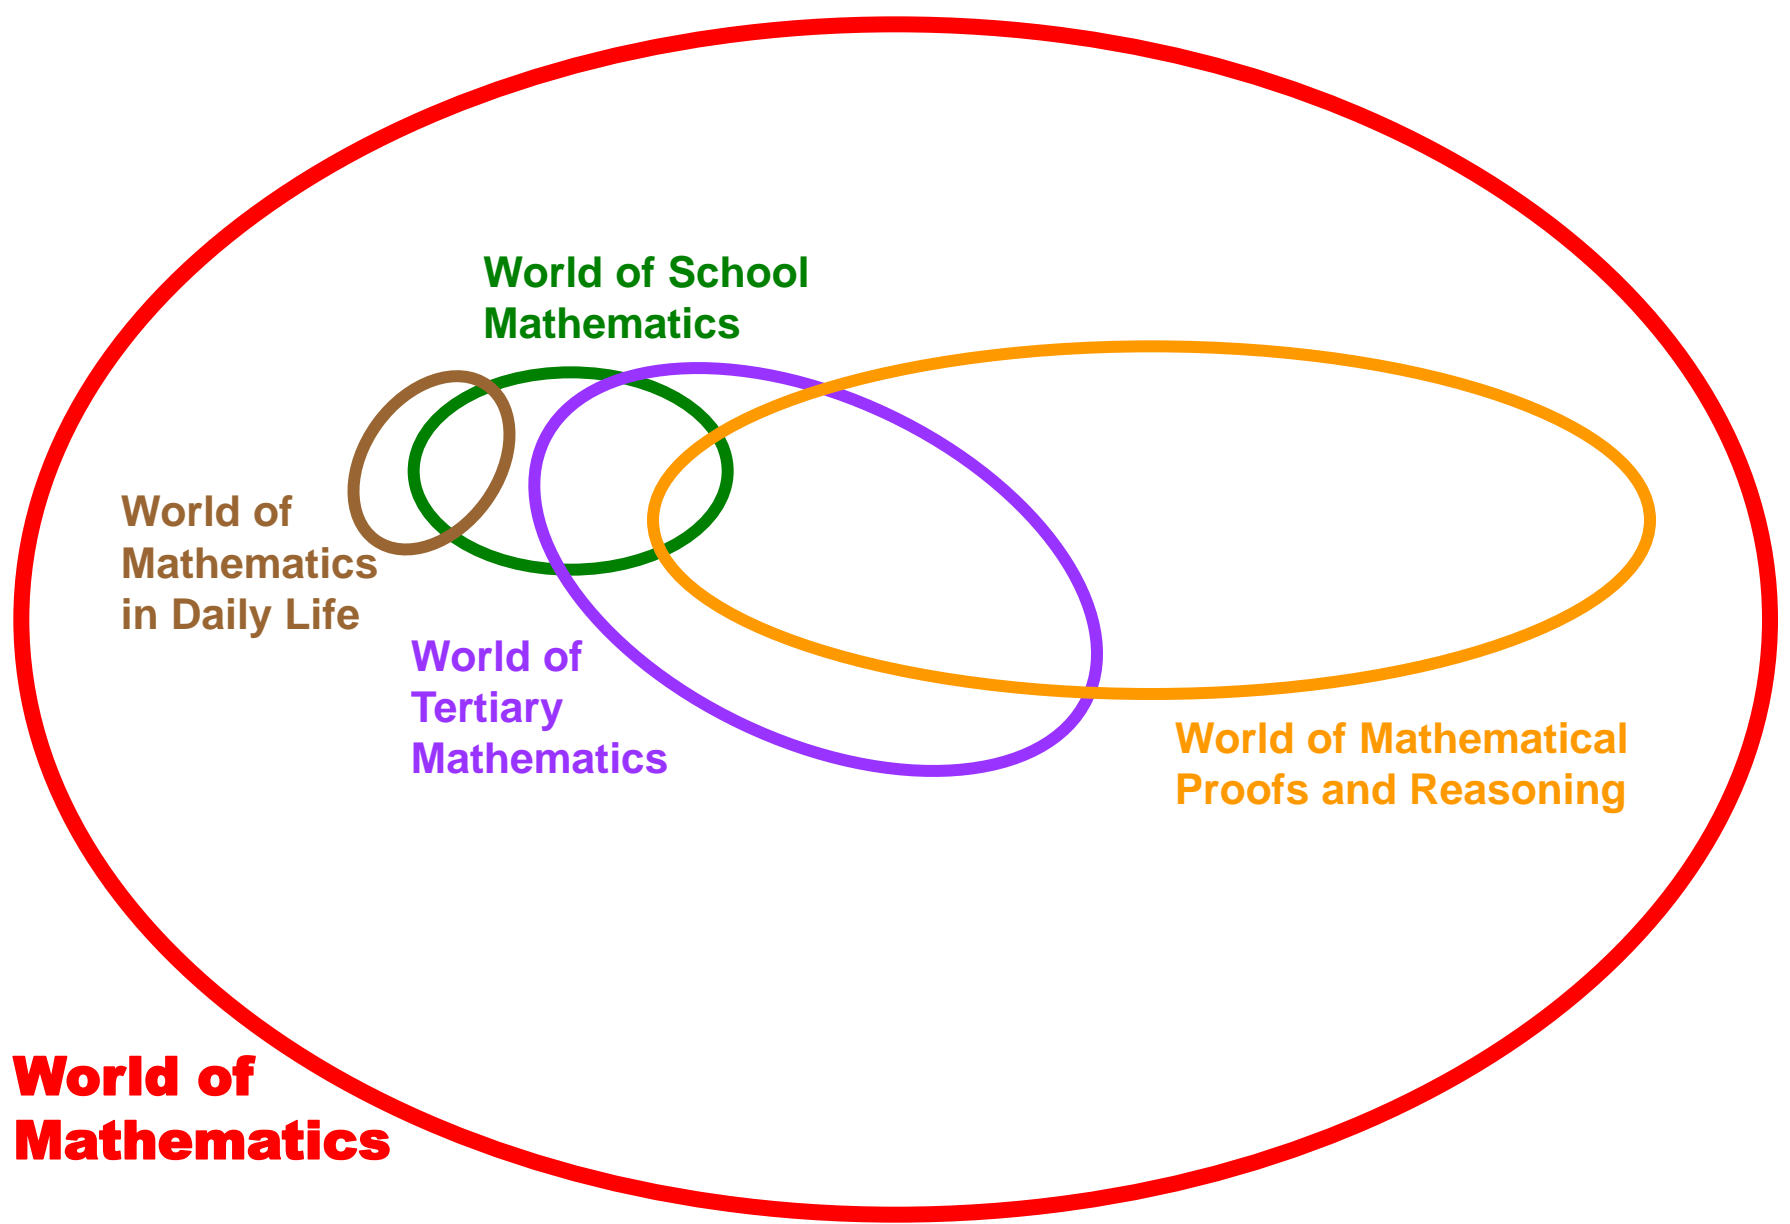 World of School
Mathematics
World of
Mathematics
in Daily Life
World of
Tertiary
Mathematics
World of Mathematical
Proofs and Reasoning
World of
Mathematics